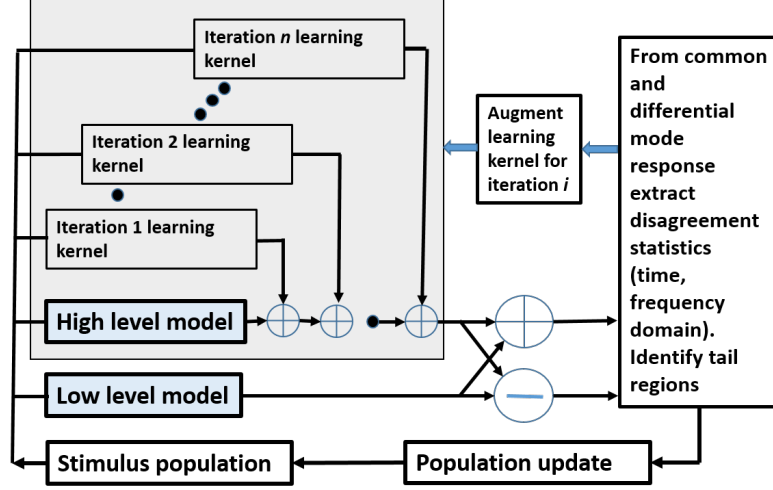 Iteration n learning
kernel
Iteration 2 learning
kernel
Iteration 1 learning
kernel
High level model
Low level model
Stimulus population
Population update
Augment
learning
kernel for
iteration i
From common
and
differential
mode
response
extract
disagreement
statistics
(time,
frequency
domain).
Identify tail
regions